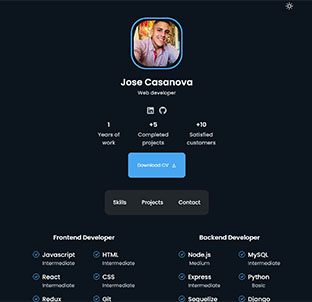 Jose Casanova
Web developer
1 +5 +10
Years of Completed Satisfied
work projects customers
Download CV
Skills Projects Contact
Frontend Developer Backend Developer
Javascript HTML Node.js MySQL
Intermediate Intermediate Medium Intermediate
React CSS Express Python
Intermediate Intermediate Intermediate Basic
Redux Git Sequelize Django